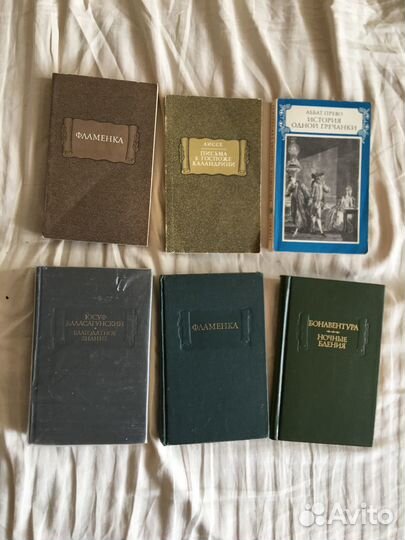 ФЛАМЕНКА
АИССЕ
ПИСЬМА
К ГОСПОЖЕ
КАЛАНДРИНИ
АББАТ ПРЕВО
ИСТОРИЯ
ОДНОЙ ГРЕЧАНКИ
ЮСУФ
БАЛАСАГУНСКИЙ
БЛАГОДАТНОЕ
ЗНАНИЕ
ФЛАМЕНКА
БОНАВЕНТУРА
НОЧНЫЕ
БДЕНИЯ
Avito